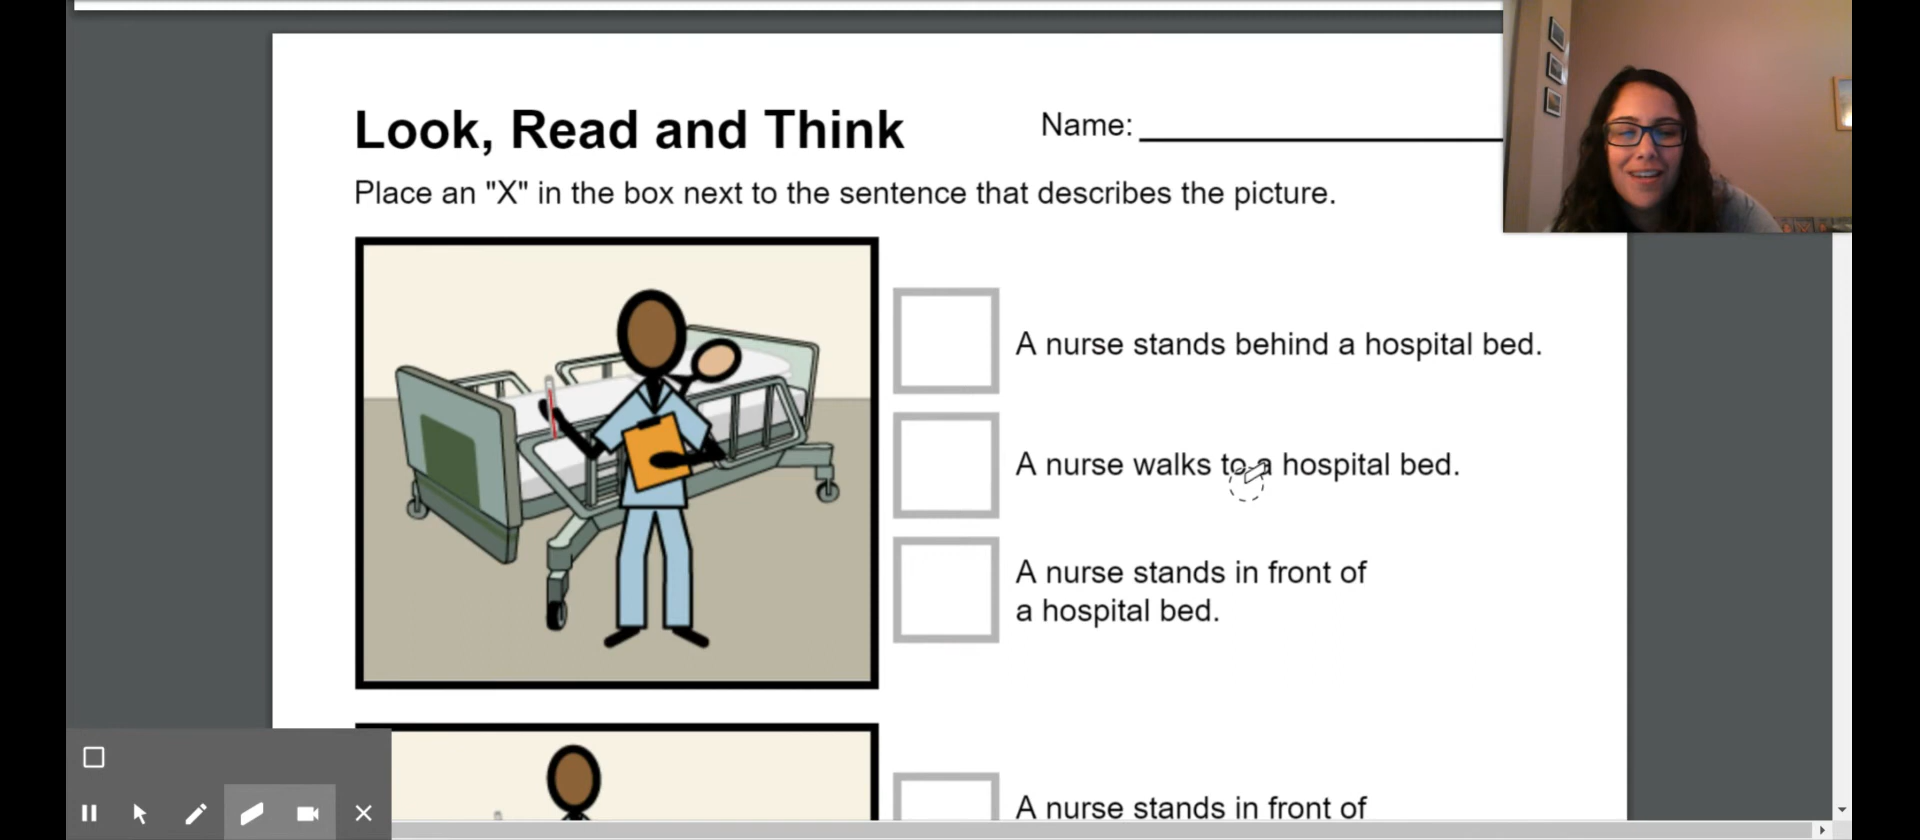 Look, Read and Think
Name:
Place an "X" in the box next to the sentence that describes the picture.
A nurse stands behind a hospital bed.
A nurse walks to a hospital bed.
A nurse stands in front of
a hospital bed.
A nurse stands in front of